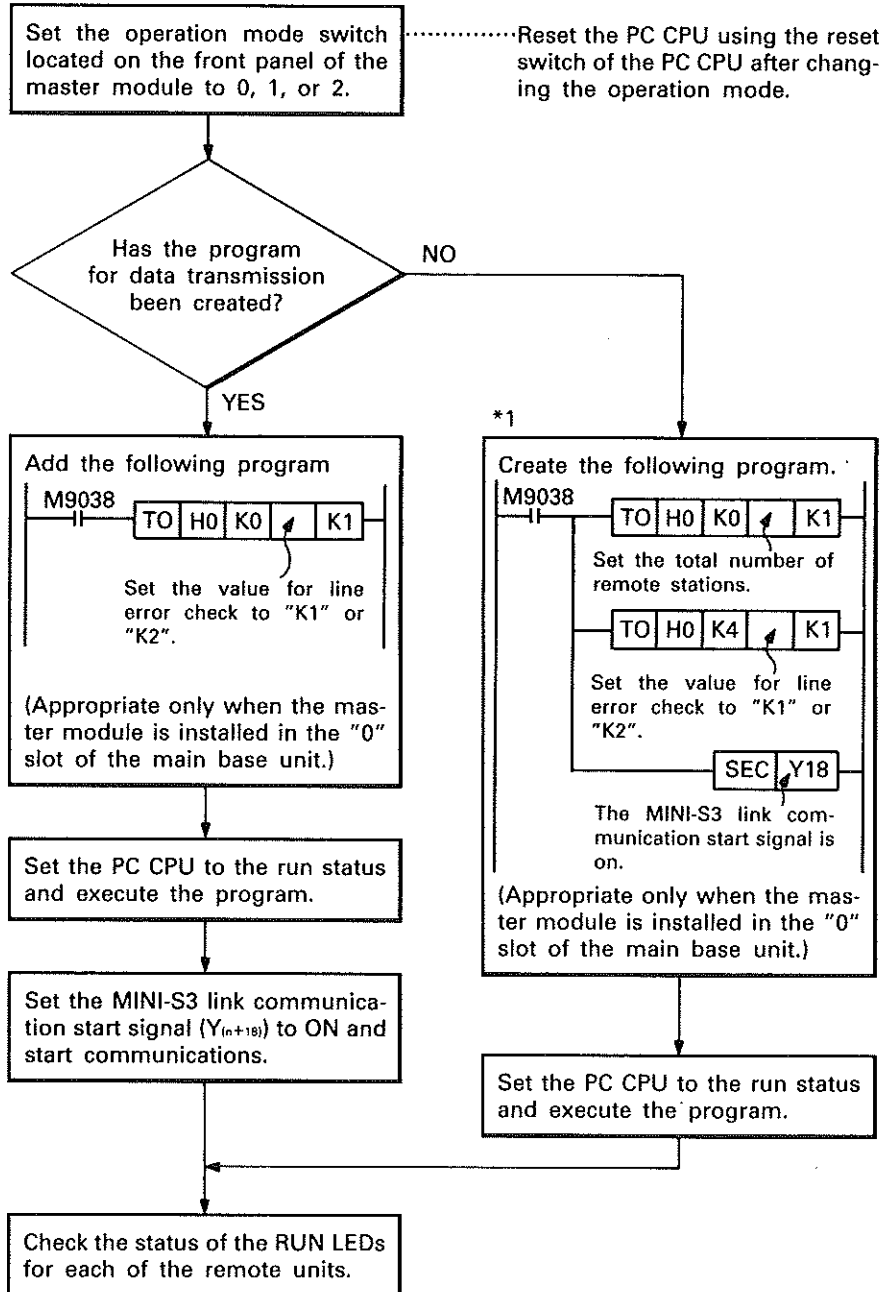 Set the operation mode switch
located on the front panel of the
master module to 0, 1, or 2.
Reset the PC CPU using the reset
switch of the PC CPU after chang-
ing the operation mode.
Has the program
for data transmission
been created?
NO
YES
Add the following program
M9038
TO H0 K0 K1
Set the value for line
error check to "K1" or
"K2".
(Appropriate only when the mas-
ter module is installed in the "0"
slot of the main base unit.)
Set the PC CPU to the run status
and execute the program.
Set the MINI-S3 link communica-
tion start signal (Y(n+18)) to ON and
start communications.
*1
Create the following program.
M9038
TO H0 K0 K1
Set the total number of
remote stations.
TO H0 K4 K1
Set the value for line
error check to "K1" or
"K2".
SEC Y18
The MINI-S3 link com-
munication start signal is
on.
(Appropriate only when the mas-
ter module is installed in the "0"
slot of the main base unit.)
Set the PC CPU to the run status
and execute the program.
Check the status of the RUN LEDs
for each of the remote units.